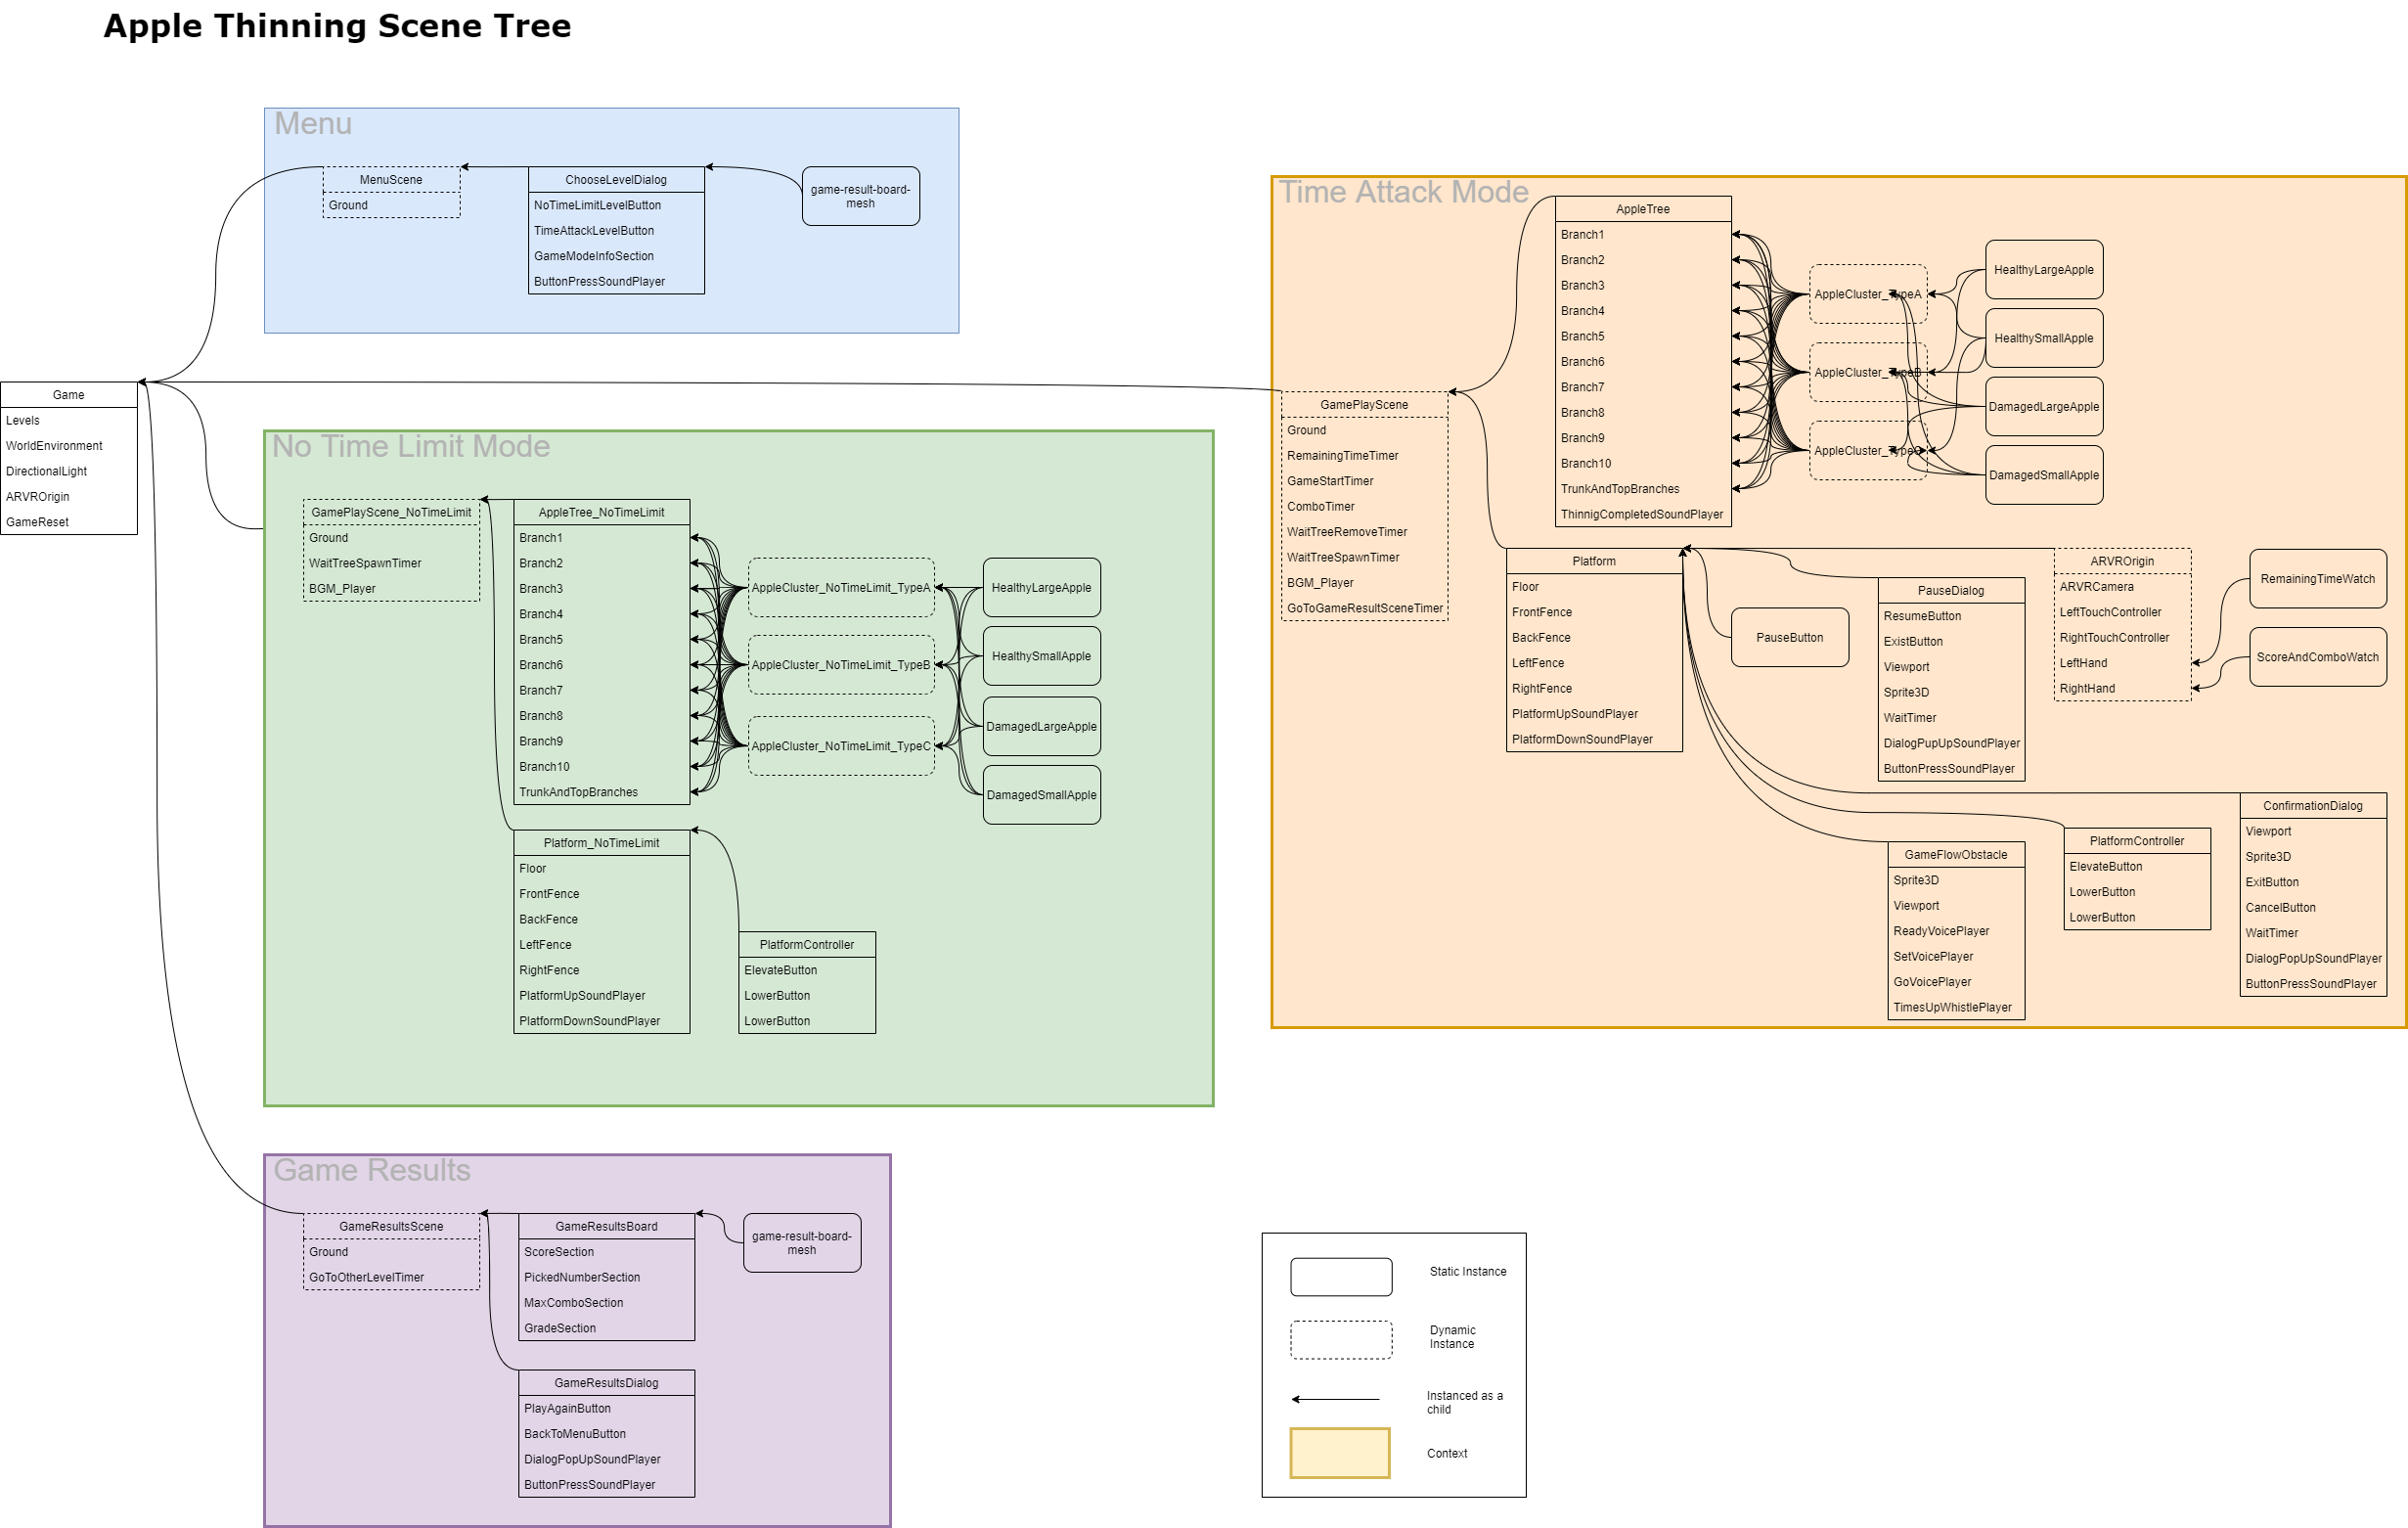 Apple Thinning Scene Tree
Menu
MenuScene
Ground
ChooseLevelDialog
NoTimeLimitLevelButton
TimeAttackLevelButton
GameModeInfoSection
ButtonPressSoundPlayer
game-result-board-
mesh
Game
Levels
WorldEnvironment
DirectionalLight
ARVROrigin
GameReset
No Time Limit Mode
GamePlayScene_NoTimeLimit
Ground
WaitTreeSpawnTimer
BGM_Player
AppleTree_NoTimeLimit
Branch1
Branch2
Branch3
Branch4
Branch5
Branch6
Branch7
Branch8
Branch9
Branch10
TrunkAndTopBranches
AppleCluster_NoTimeLimit_TypeA
AppleCluster_NoTimeLimit_TypeB
AppleCluster_NoTimeLimit_TypeC
HealthyLargeApple
HealthySmallApple
DamagedLargeApple
DamagedSmallApple
Platform_NoTimeLimit
Floor
FrontFence
BackFence
LeftFence
RightFence
PlatformUpSoundPlayer
PlatformDownSoundPlayer
PlatformController
ElevateButton
LowerButton
LowerButton
Game Results
GameResultsScene
Ground
GoToOtherLevelTimer
GameResultsBoard
ScoreSection
PickedNumberSection
MaxComboSection
GradeSection
game-result-board-
mesh
GameResultsDialog
PlayAgainButton
BackToMenuButton
DialogPopUpSoundPlayer
ButtonPressSoundPlayer
Time Attack Mode
GamePlayScene
Ground
RemainingTimeTimer
GameStartTimer
ComboTimer
WaitTreeRemoveTimer
WaitTreeSpawnTimer
BGM_Player
GoToGameResultSceneTimer
AppleTree
Branch1
Branch2
Branch3
Branch4
Branch5
Branch6
Branch7
Branch8
Branch9
Branch10
TrunkAndTopBranches
ThinnigCompletedSoundPlayer
AppleCluster_TypeA
AppleCluster_TypeB
AppleCluster_TypeC
HealthyLargeApple
HealthySmallApple
DamagedLargeApple
DamagedSmallApple
Platform
Floor
FrontFence
BackFence
LeftFence
RightFence
PlatformUpSoundPlayer
PlatformDownSoundPlayer
PauseButton
PauseDialog
ResumeButton
ExistButton
Viewport
Sprite3D
WaitTimer
DialogPupUpSoundPlayer
ButtonPressSoundPlayer
ARVROrigin
ARVRCamera
LeftTouchController
RightTouchController
LeftHand
RightHand
RemainingTimeWatch
ScoreAndComboWatch
GameFlowObstacle
Sprite3D
Viewport
ReadyVoicePlayer
SetVoicePlayer
GoVoicePlayer
TimesUpWhistlePlayer
PlatformController
ElevateButton
LowerButton
LowerButton
ConfirmationDialog
Viewport
Sprite3D
ExitButton
CancelButton
WaitTimer
DialogPopUpSoundPlayer
ButtonPressSoundPlayer
Static Instance
Dynamic
Instance
Instanced as a
child
Context